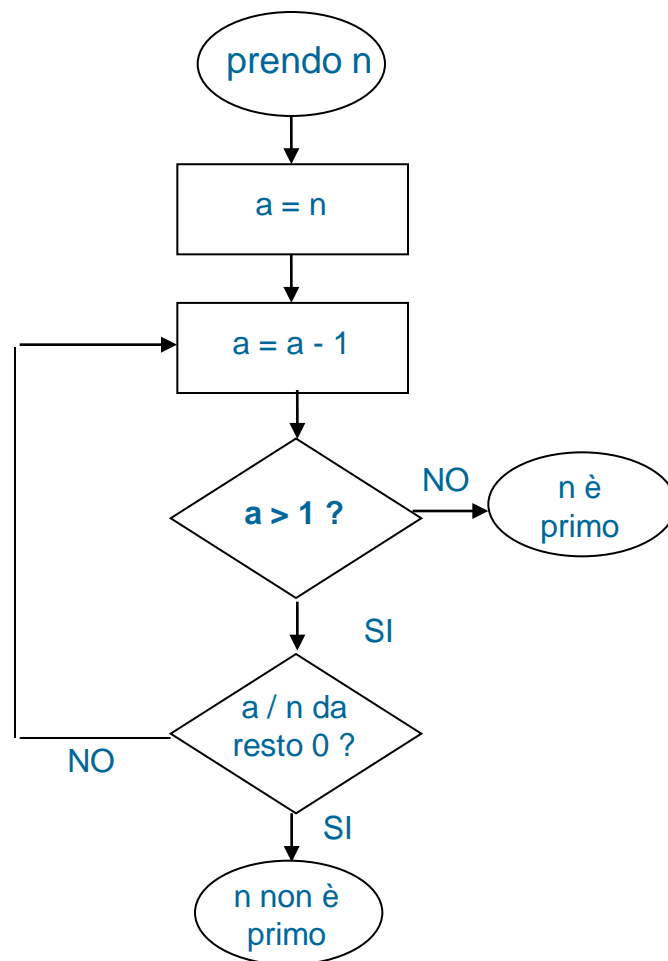 prendo n
a = n
a = a - 1
a > 1 ?
NO
n è
primo
SI
a / n da
resto 0 ?
NO
SI
n non è
primo